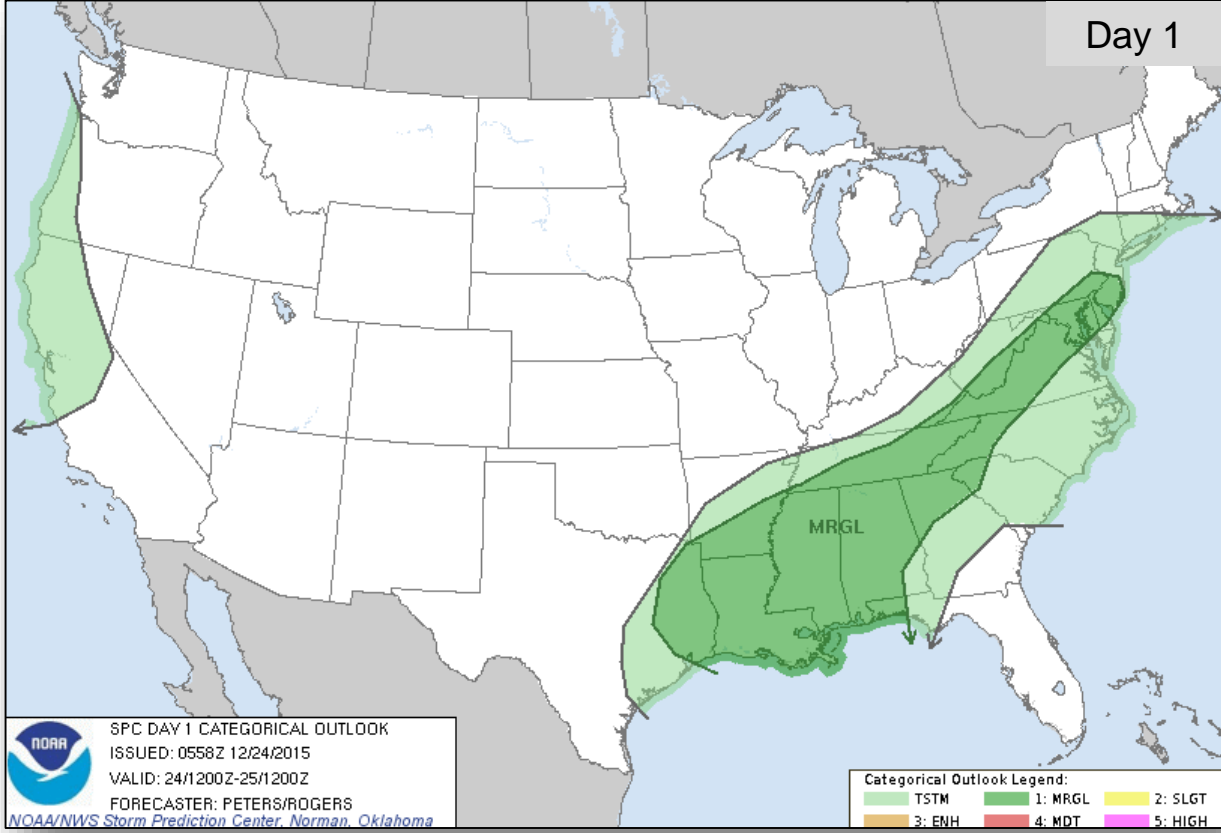 Day 1
MRGL
NOAA
SPC DAY 1 CATEGORICAL OUTLOOK
ISSUED: 0558Z 12/24/2015
VALID: 24/1200Z-25/1200Z
FORECASTER: PETERS/ROGERS
NOAA/NWS Storm Prediction Center, Norman, Oklahoma
Categorical Outlook Legend:
TSTM 1: MRGL 2: SLGT
3: ENH 4: MDT 5: HIGH